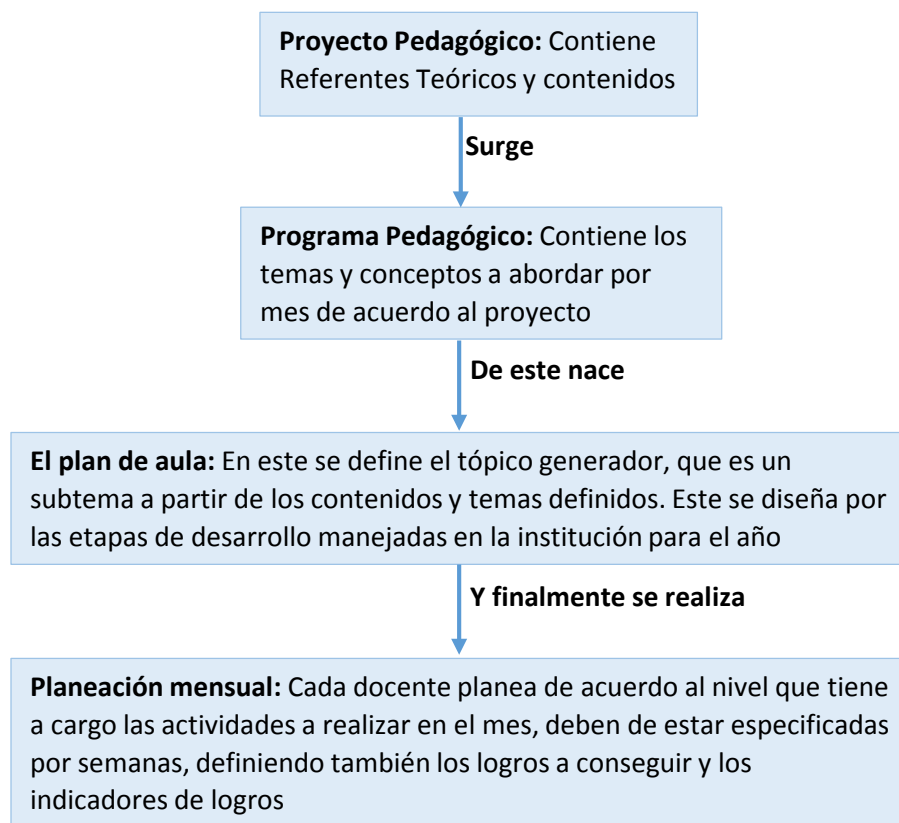 Proyecto Pedagógico: Contiene
Referentes Teóricos y contenidos
Surge
Programa Pedagógico: Contiene los
temas y conceptos a abordar por
mes de acuerdo al proyecto
De este nace
El plan de aula: En este se define el tópico generador, que es un
subtema a partir de los contenidos y temas definidos. Este se diseña por
las etapas de desarrollo manejadas en la institución para el año
Y finalmente se realiza
Planeación mensual: Cada docente planea de acuerdo al nivel que tiene
a cargo las actividades a realizar en el mes, deben de estar especificadas
por semanas, definiendo también los logros a conseguir y los
indicadores de logros